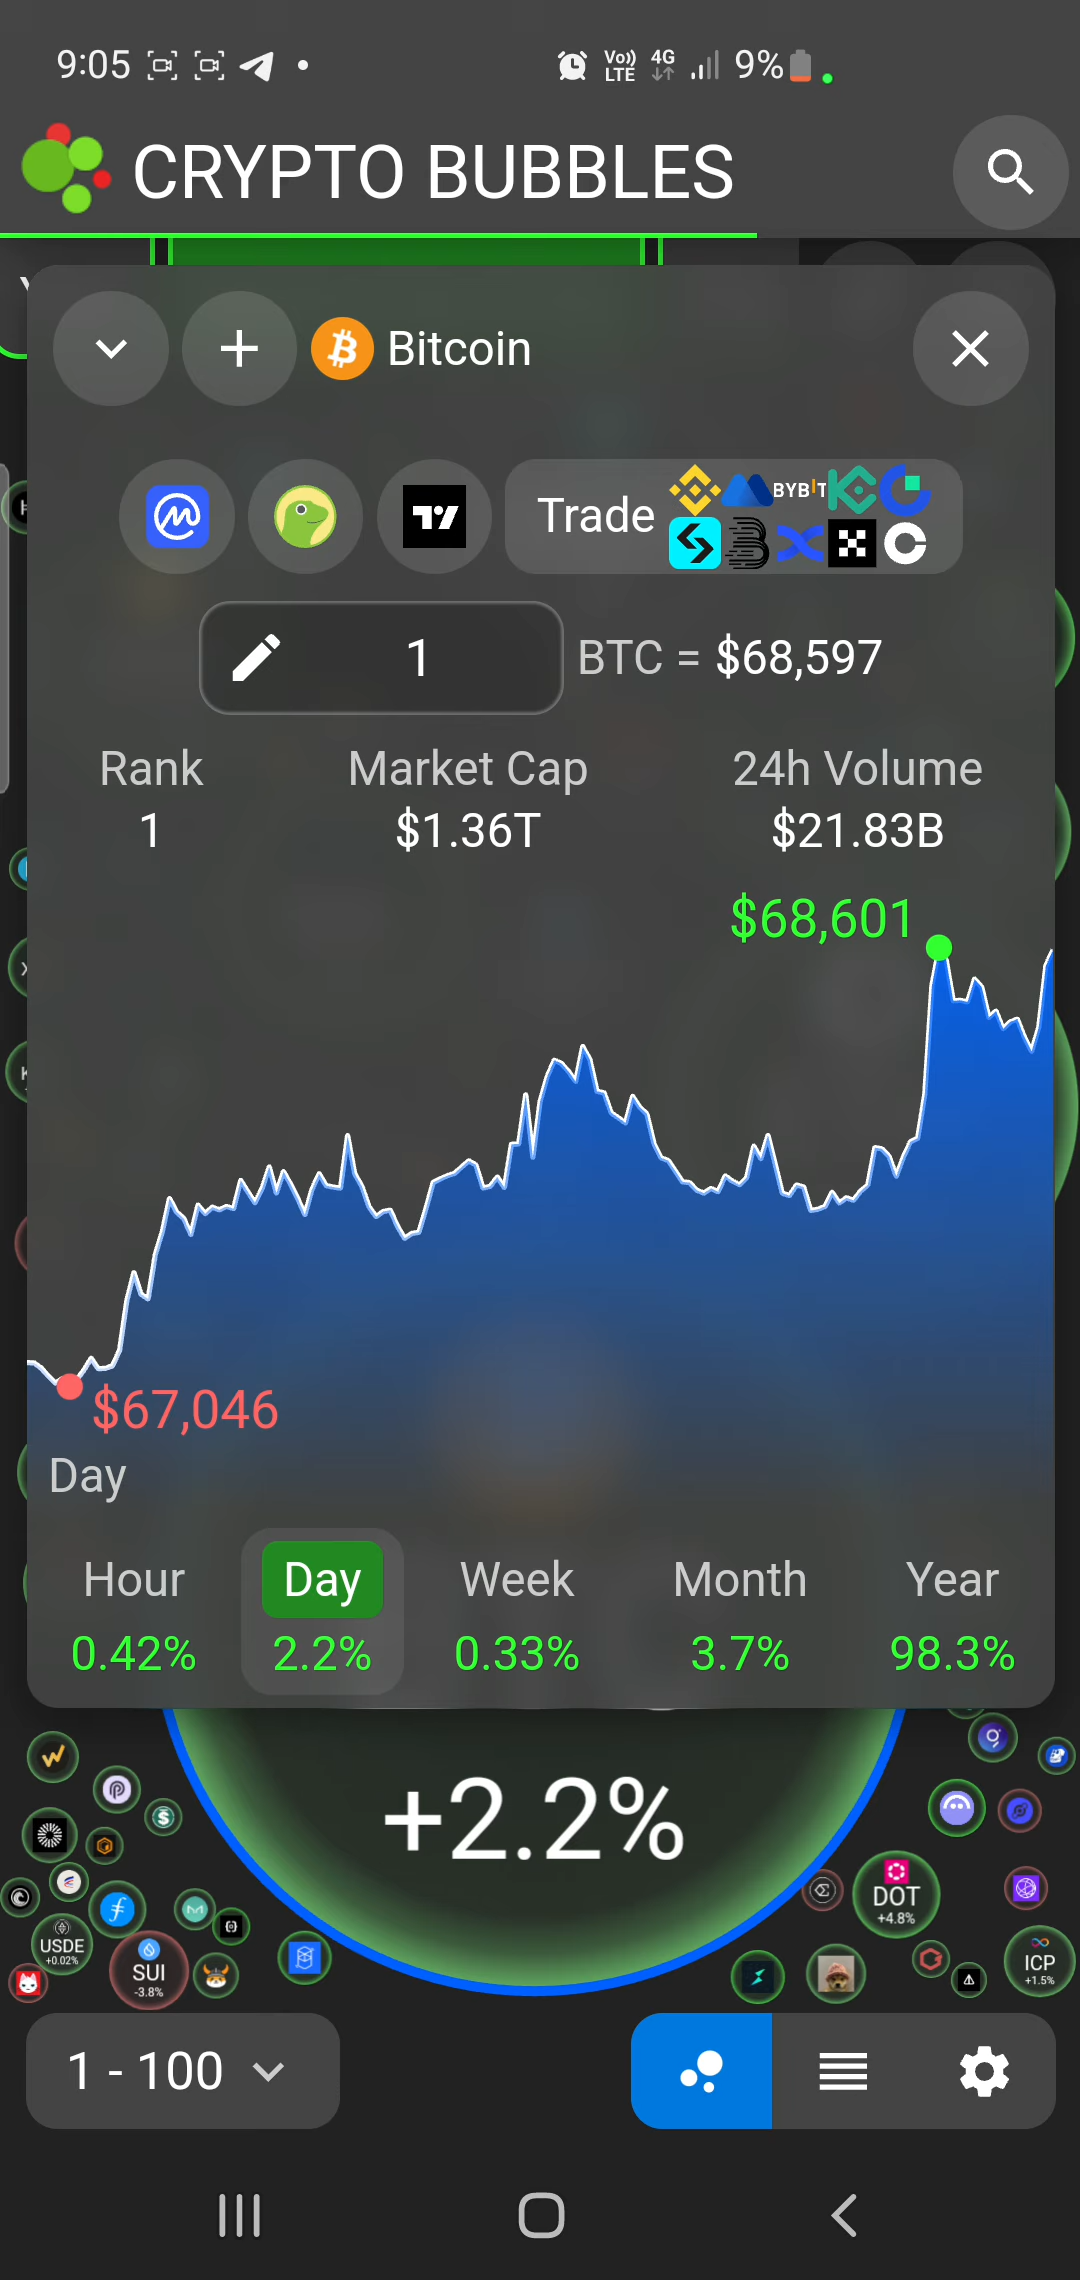 9:05
Vo)) LTE 4G 9%
CRYPTO BUBBLES
Bitcoin
Trade
BYBIT
1 BTC = $68,597
Rank Market Cap 24h Volume
1 $1.36T $21.83B
$68,601
$67,046
Day
Hour Day Week Month Year
0.42% 2.2% 0.33% 3.7% 98.3%
+2.2%
DOT
+4.8%
USDE
+0.02%
SUI
-3.8%
ICP
+1.5%
1 - 100